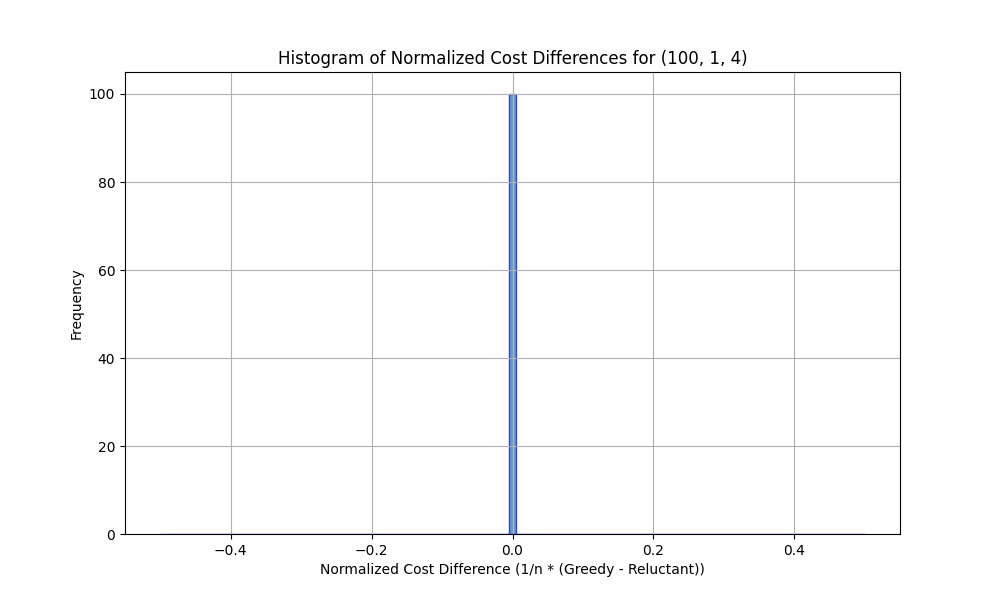 Histogram of Normalized Cost Differences for (100, 1, 4)
100
80
60
40
20
0
Frequency
−0.4 −0.2 0.0 0.2 0.4
Normalized Cost Difference (1/n * (Greedy - Reluctant))